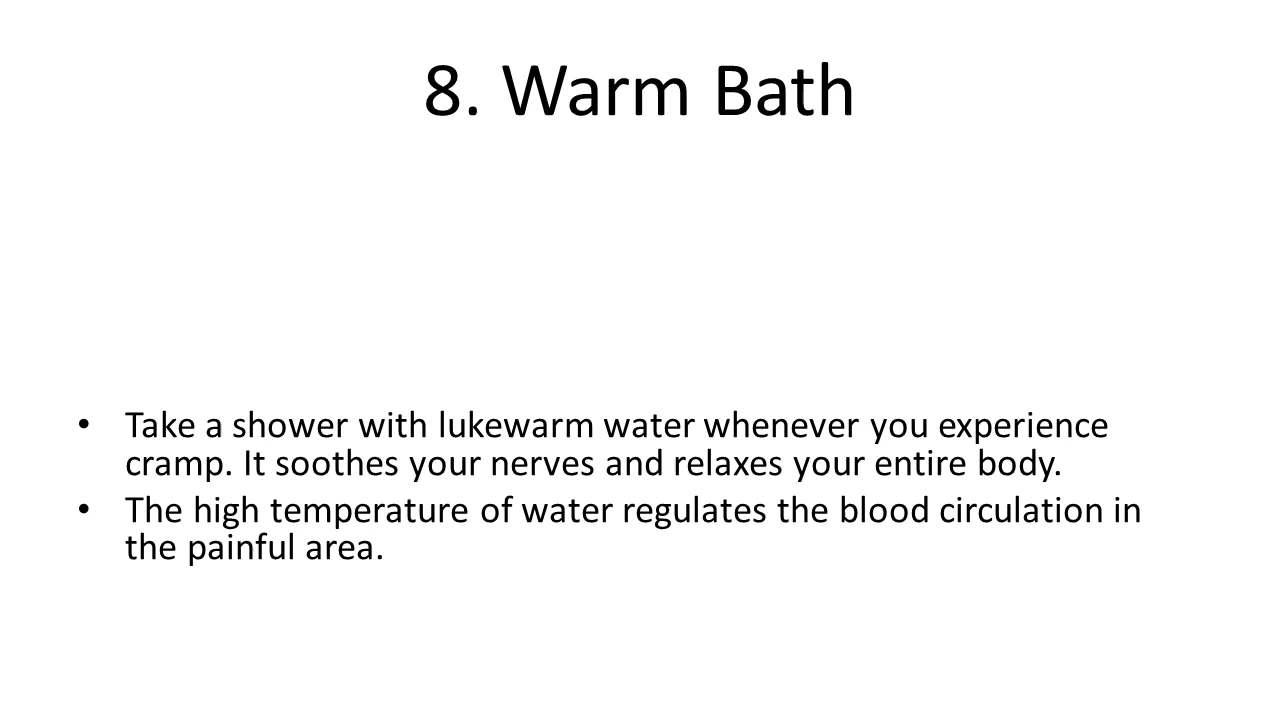 8. Warm Bath
• Take a shower with lukewarm water whenever you experience
cramp. It soothes your nerves and relaxes your entire body.
• The high temperature of water regulates the blood circulation in
the painful area.